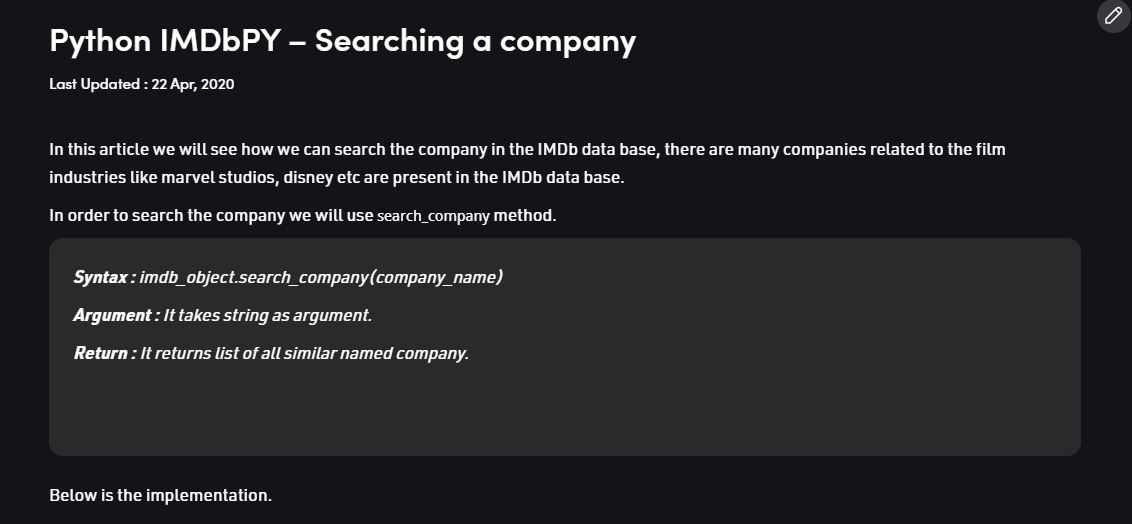 Python IMDbPY – Searching a company
Last Updated : 22 Apr, 2020
In this article we will see how we can search the company in the IMDb data base, there are many companies related to the film
industries like marvel studios, disney etc are present in the IMDb data base.
In order to search the company we will use search_company method.
Syntax : imdb_object.search_company(company_name)
Argument : It takes string as argument.
Return : It returns list of all similar named company.
Below is the implementation.